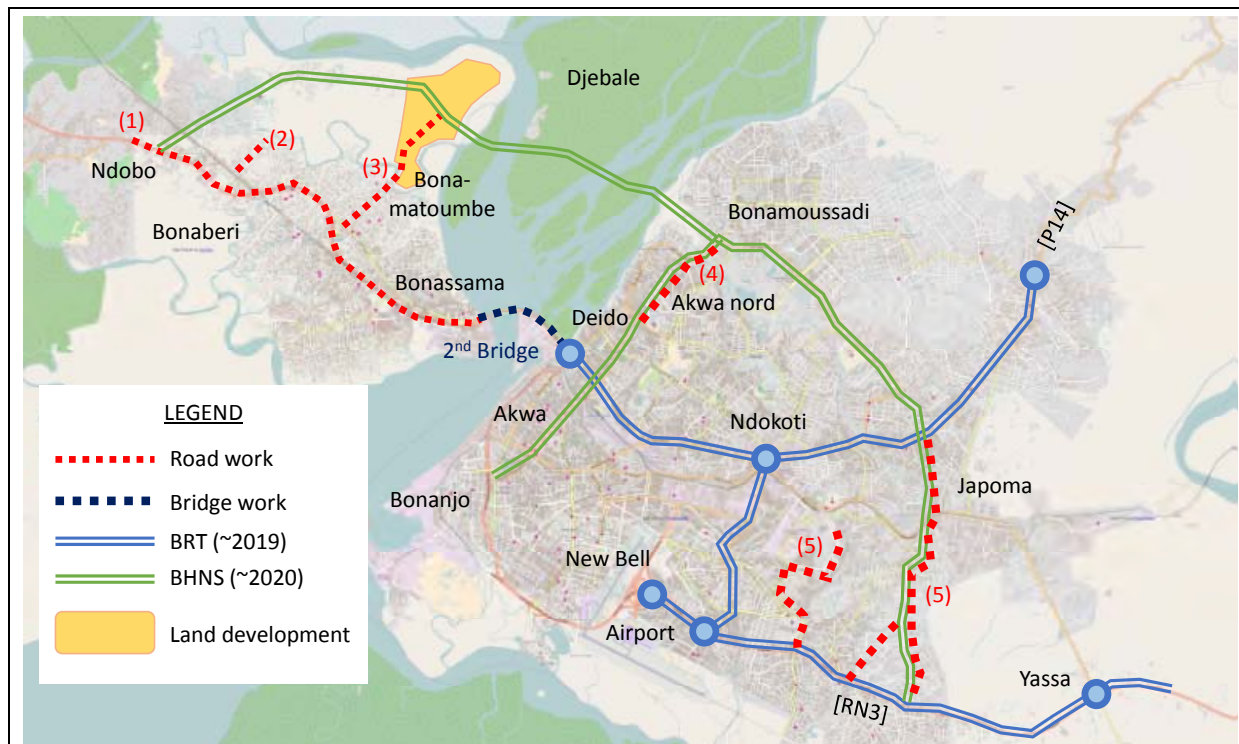 Djebale
(1)
(2)
Ndobo
(3)
Bona-
matoumbe
Bonaberi
Bonamoussadi
[P14]
Bonassama
(4)
Akwa nord
Deido
2nd Bridge
LEGEND
Road work
Bridge work
BRT (~2019)
BHNS (~2020)
Land development
Akwa
Ndokoti
Bonanjo
Japoma
New Bell
(5)
(5)
Airport
Yassa
[RN3]